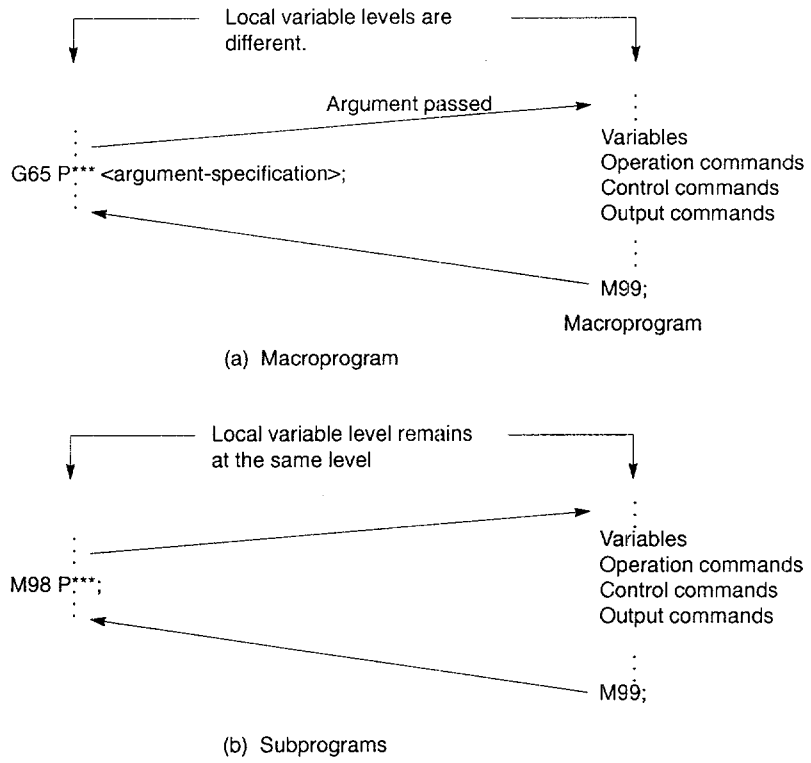 Local variable levels are
different.
Argument passed
G65 P*** <argument-specification>;
Variables
Operation commands
Control commands
Output commands
M99;
Macroprogram
(a) Macroprogram
Local variable level remains
at the same level
M98 P***;
Variables
Operation commands
Control commands
Output commands
M99;
(b) Subprograms